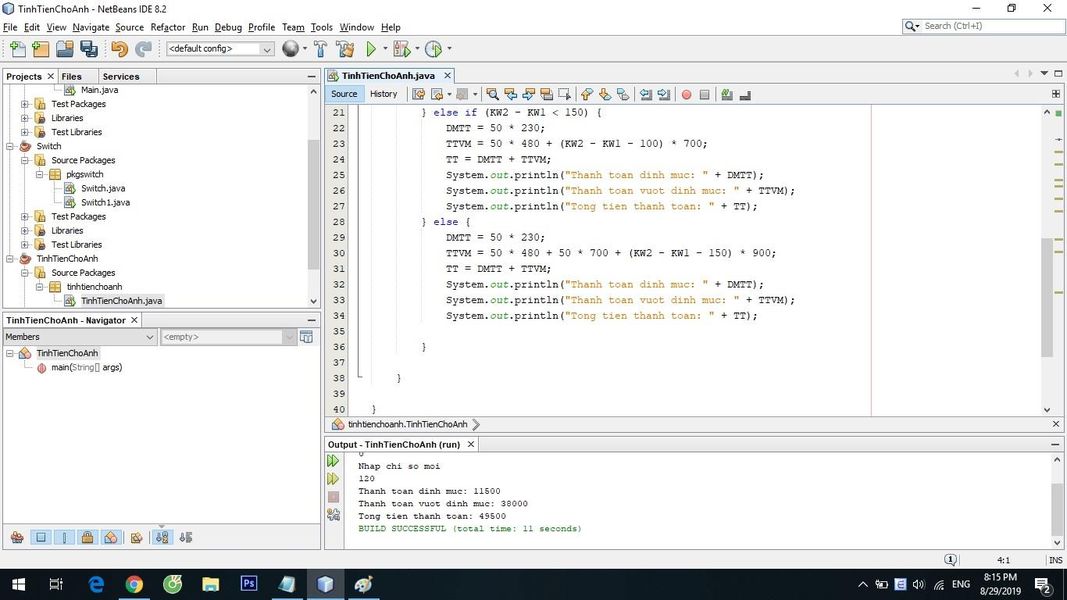 TinhTienChoAnh - NetBeans IDE 8.2
File Edit View Navigate Source Refactor Run Debug Profile Team Tools Window Help
Search (Ctrl+I)
<default config>
Projects Files Services
Main.java
Test Packages
Libraries
Test Libraries
Switch
Source Packages
pkgswitch
Switch.java
Switch1.java
Test Packages
Libraries
Test Libraries
TinhTienChoAnh
Source Packages
tinhtienchoanh
TinhTienChoAnh.java
TinhTienChoAnh - Navigator
Members <empty>
TinhTienChoAnh
main(String[] args)
TinhTienChoAnh.java
Source History
21 } else if (KW2 - KW1 < 150) {
22 DMTT = 50 * 230;
23 TTVM = 50 * 480 + (KW2 - KW1 - 100) * 700;
24 TT = DMTT + TTVM;
25 System.out.println("Thanh toan dinh muc: " + DMTT);
26 System.out.println("Thanh toan vuot dinh muc: " + TTVM);
27 System.out.println("Tong tien thanh toan: " + TT);
28 } else {
29 DMTT = 50 * 230;
30 TTVM = 50 * 480 + 50 * 700 + (KW2 - KW1 - 150) * 900;
31 TT = DMTT + TTVM;
32 System.out.println("Thanh toan dinh muc: " + DMTT);
33 System.out.println("Thanh toan vuot dinh muc: " + TTVM);
34 System.out.println("Tong tien thanh toan: " + TT);
35
36 }
37
38 }
39
40 }
tinhtienchoanh.TinhTienChoAnh
Output - TinhTienChoAnh (run)
0
Nhap chi so moi
120
Thanh toan dinh muc: 11500
Thanh toan vuot dinh muc: 38000
Tong tien thanh toan: 49500
BUILD SUCCESSFUL (total time: 11 seconds)
1 4:1 INS
Ps
ENG
8:15 PM
8/29/2019
2